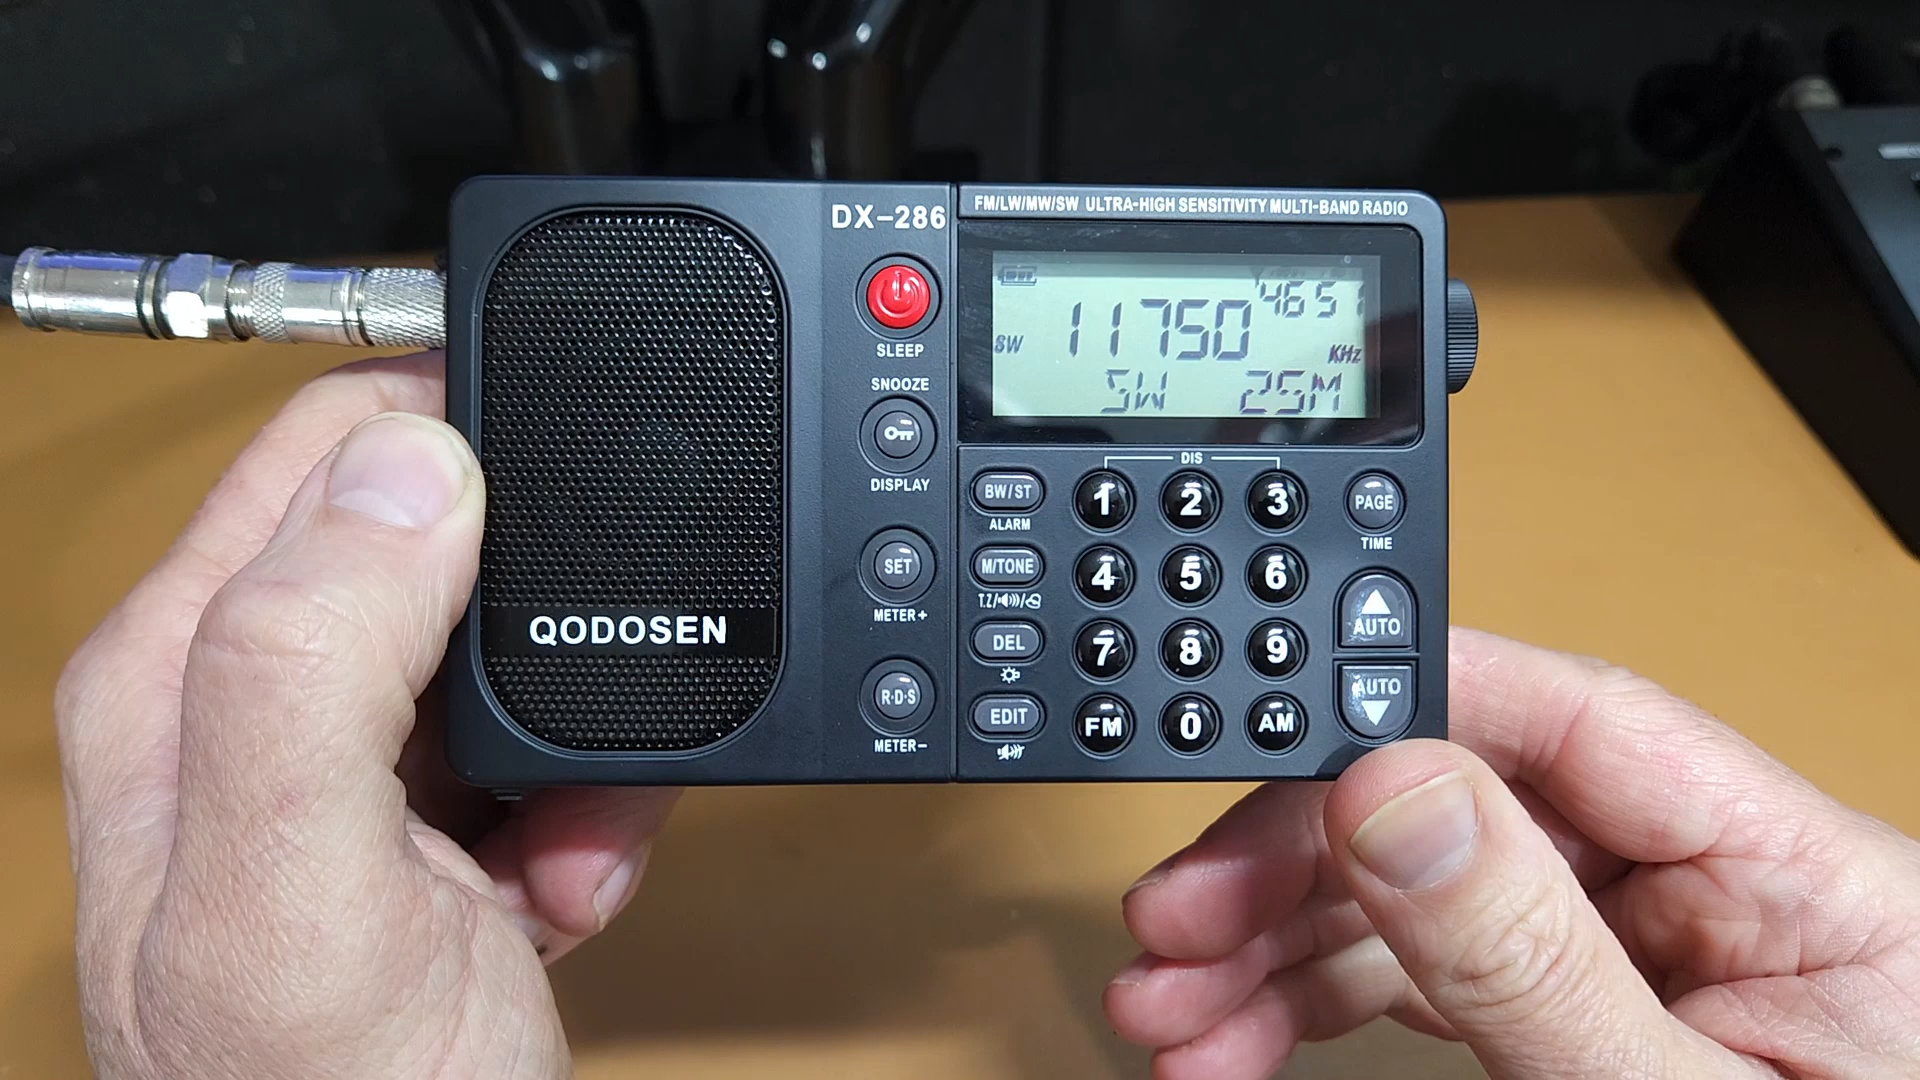 DX-286
FM/LW/MW/SW ULTRA-HIGH SENSITIVITY MULTI-BAND RADIO
4651
11750
SW
KHz
SW 25M
SLEEP
SNOOZE
DISPLAY
SET
METER+
R·D·S
METER-
QODOSEN
DIS
BW/ST
1 2 3
PAGE
ALARM
TIME
M/TONE
4 5 6
T.Z/
AUTO
DEL
7 8 9
AUTO
EDIT
FM 0 AM